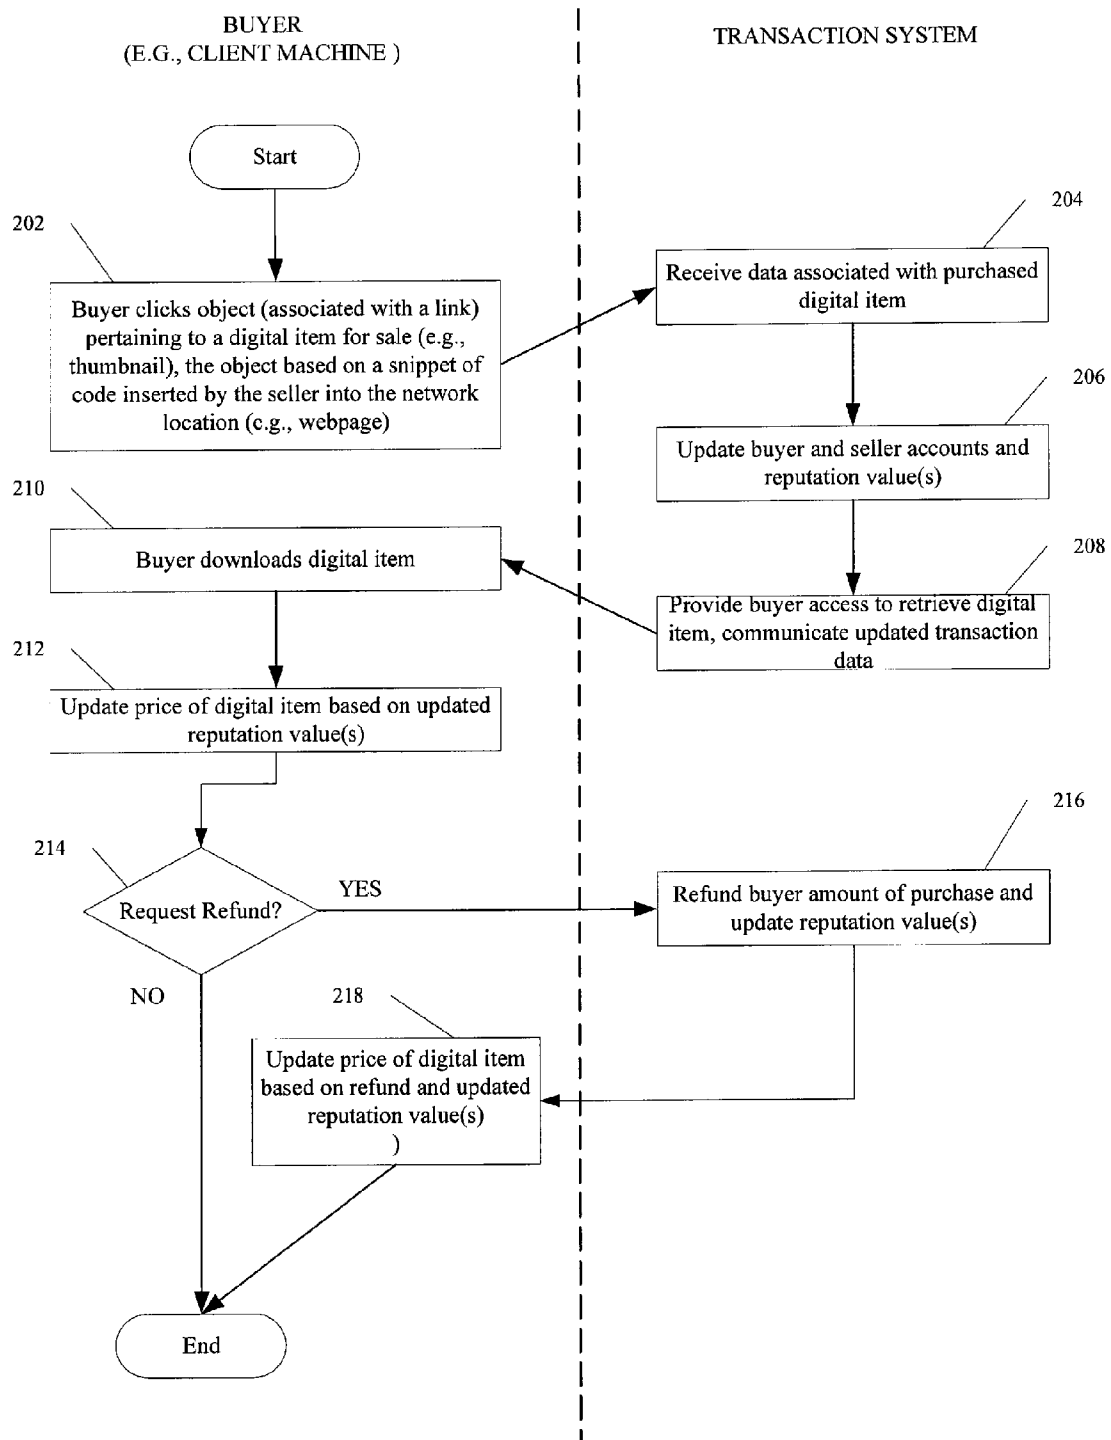 BUYER
(E.G., CLIENT MACHINE )
TRANSACTION SYSTEM
Start
202
Buyer clicks object (associated with a link)
pertaining to a digital item for sale (e.g.,
thumbnail), the object based on a snippet of
code inserted by the seller into the network
location (e.g., webpage)
204
Receive data associated with purchased
digital item
206
Update buyer and seller accounts and
reputation value(s)
208
Provide buyer access to retrieve digital
item, communicate updated transaction
data
210
Buyer downloads digital item
212
Update price of digital item based on updated
reputation value(s)
214
Request Refund?
YES
NO
216
Refund buyer amount of purchase and
update reputation value(s)
218
Update price of digital item
based on refund and updated
reputation value(s)
)
End